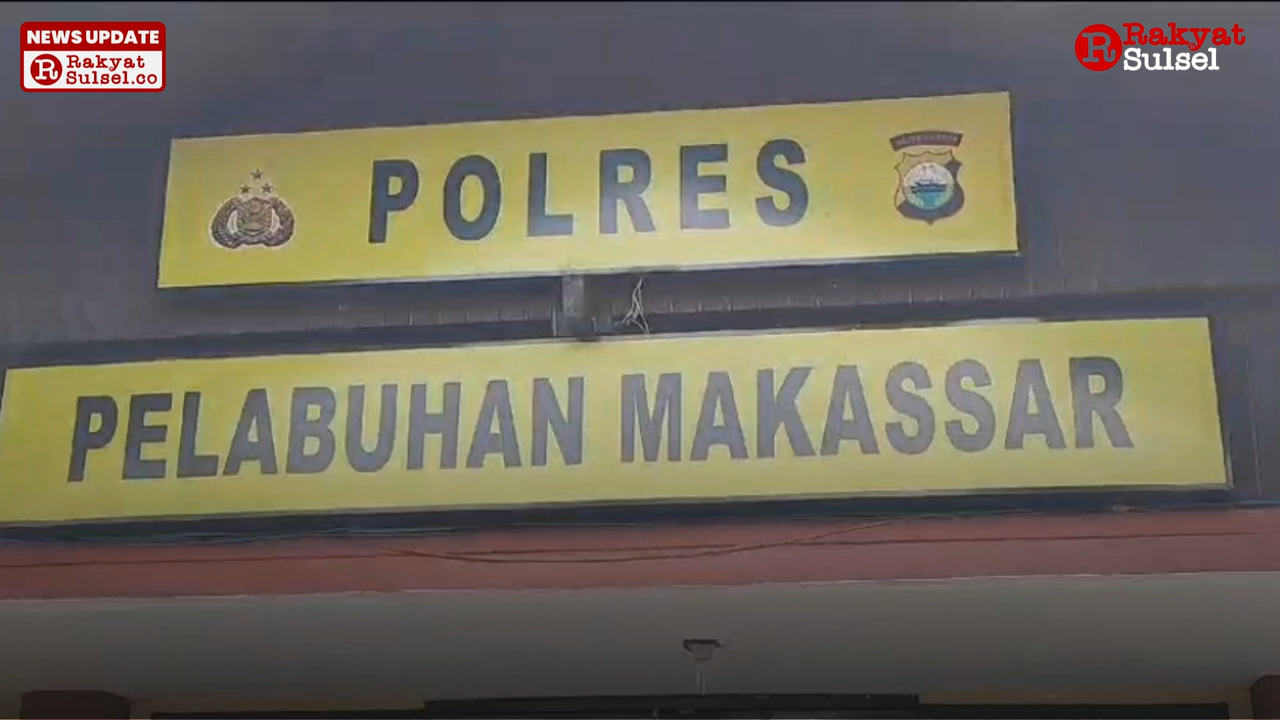 NEWS UPDATE
Rakyat
Sulsel.co
Rakyat
Sulsel
POLRES
PELABUHAN MAKASSAR